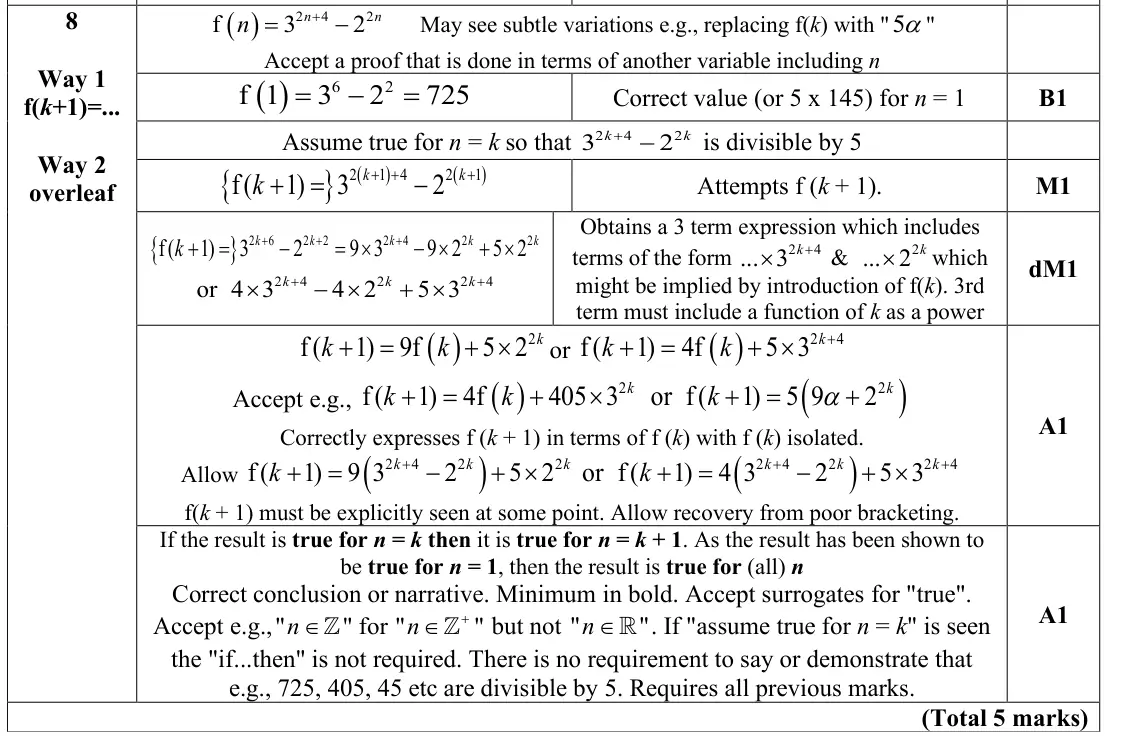 8
Way 1
f(k+1)=...
Way 2
overleaf
f(n) = 3^{2n+4} − 2^{2n} May see subtle variations e.g., replacing f(k) with "5α"
Accept a proof that is done in terms of another variable including n
f(1) = 3^6 − 2^2 = 725 Correct value (or 5 x 145) for n = 1 B1
Assume true for n = k so that 3^{2k+4} − 2^{2k} is divisible by 5
{f(k+1)=}3^{2(k+1)+4} − 2^{2(k+1)} Attempts f (k + 1). M1
{f(k+1)=}3^{2k+6} − 2^{2k+2} = 9×3^{2k+4} − 9×2^{2k} + 5×2^{2k}
or 4×3^{2k+4} − 4×2^{2k} + 5×3^{2k+4}
Obtains a 3 term expression which includes
terms of the form ...×3^{2k+4} & ...×2^{2k} which
might be implied by introduction of f(k). 3rd
term must include a function of k as a power
dM1
f(k+1) = 9f(k) + 5×2^{2k} or f(k+1) = 4f(k) + 5×3^{2k+4}
Accept e.g., f(k+1) = 4f(k) + 405×3^{2k} or f(k+1) = 5(9α + 2^{2k})
Correctly expresses f (k + 1) in terms of f (k) with f (k) isolated.
Allow f(k+1) = 9(3^{2k+4} − 2^{2k}) + 5×2^{2k} or f(k+1) = 4(3^{2k+4} − 2^{2k}) + 5×3^{2k+4}
f(k + 1) must be explicitly seen at some point. Allow recovery from poor bracketing.
A1
If the result is true for n = k then it is true for n = k + 1. As the result has been shown to
be true for n = 1, then the result is true for (all) n
Correct conclusion or narrative. Minimum in bold. Accept surrogates for "true".
Accept e.g., "n ∈ ℤ" for "n ∈ ℤ⁺" but not "n ∈ ℝ". If "assume true for n = k" is seen
the "if...then" is not required. There is no requirement to say or demonstrate that
e.g., 725, 405, 45 etc are divisible by 5. Requires all previous marks.
A1
(Total 5 marks)